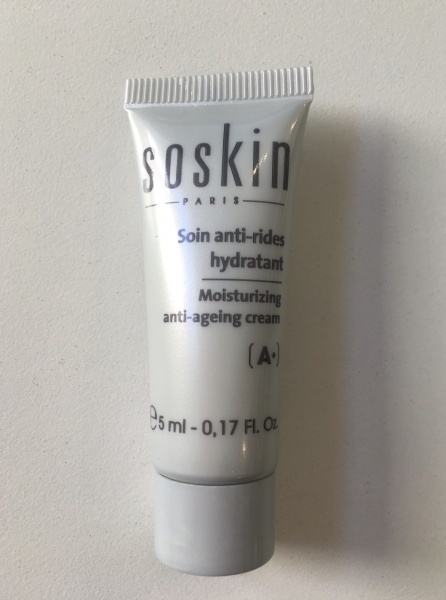 soskin
PARIS
Soin anti-rides
hydratant
Moisturizing
anti-ageing cream
(A+)
℮5 ml - 0,17 Fl. Oz.